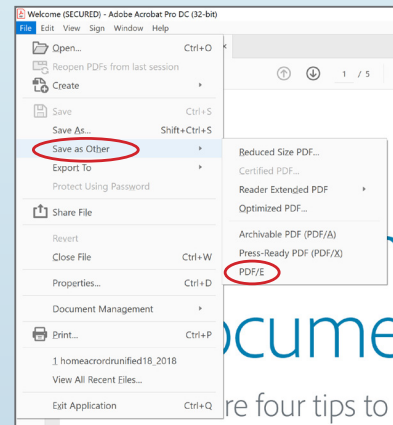 Welcome (SECURED) - Adobe Acrobat Pro DC (32-bit)
File Edit View Sign Window Help
Open... Ctrl+O
Reopen PDFs from last session
1 / 5
Create
Save Ctrl+S
Save As... Shift+Ctrl+S
Save as Other
Reduced Size PDF...
Export To
Certified PDF...
Protect Using Password
Reader Extended PDF
Optimized PDF...
Share File
Archivable PDF (PDF/A)
Revert
Press-Ready PDF (PDF/X)
Close File Ctrl+W
PDF/E
Properties... Ctrl+D
Document Management
ocume
Print... Ctrl+P
1 homeacrordrunified18_2018
View All Recent Files...
Exit Application Ctrl+Q
re four tips to